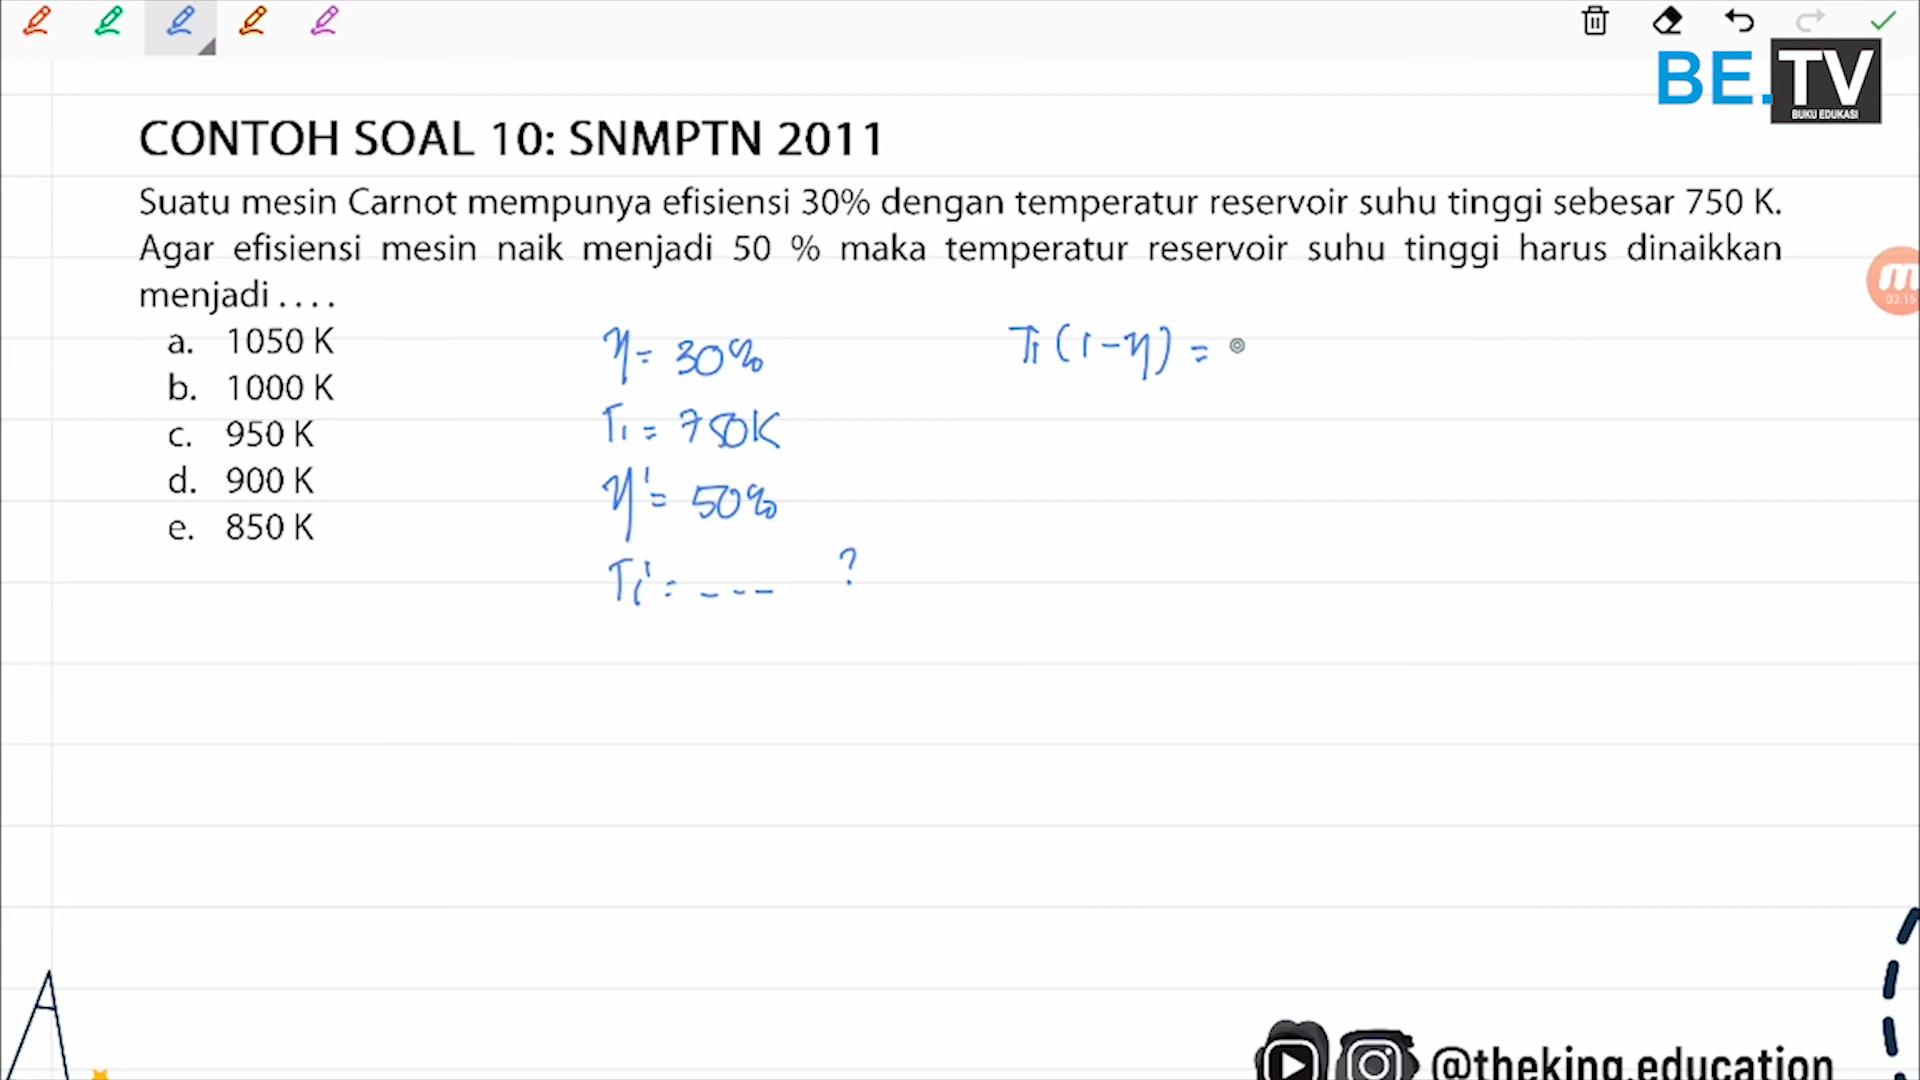 BE.TV
BUKU EDUKASI
CONTOH SOAL 10: SNMPTN 2011
Suatu mesin Carnot mempunya efisiensi 30% dengan temperatur reservoir suhu tinggi sebesar 750 K.
Agar efisiensi mesin naik menjadi 50 % maka temperatur reservoir suhu tinggi harus dinaikkan
menjadi . . . .
a. 1050 K
b. 1000 K
c. 950 K
d. 900 K
e. 850 K
η = 30%
T₁ = 750K
η' = 50%
T₁' = ---- ?
T₁ (1-η) =
03:15
A
@theking.education